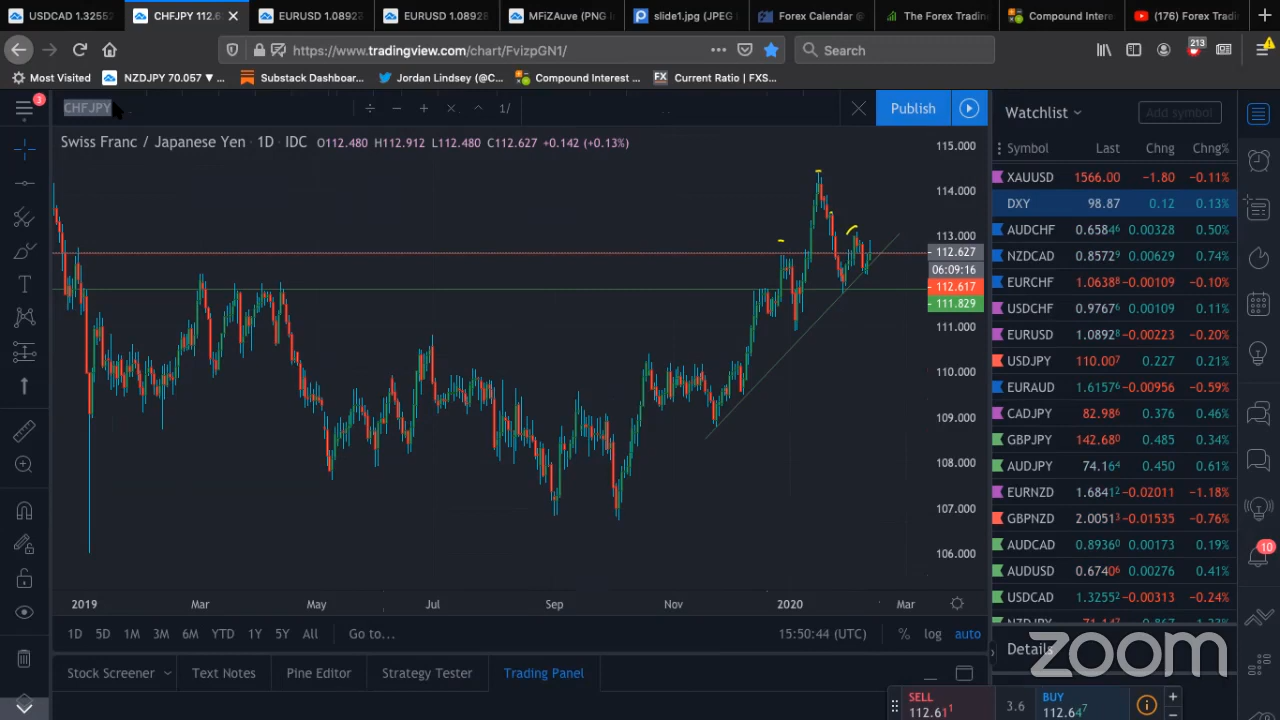 USDCAD 1.3255
CHFJPY 112.6
EURUSD 1.0892
EURUSD 1.0892
MFiZAuve (PNG I
slide1.jpg (JPEG
Forex Calendar @
The Forex Tradin
Compound Intere
(176) Forex Tradi
https://www.tradingview.com/chart/FvizpGN1/
Search
213
Most Visited
NZDJPY 70.057 ▼ ...
Substack Dashboar...
Jordan Lindsey (@C...
Compound Interest ...
FX
Current Ratio | FXS...
3
CHFJPY
÷ − + × ^ 1/
Publish
Swiss Franc / Japanese Yen · 1D · IDC O112.480 H112.912 L112.480 C112.627 +0.142 (+0.13%)
115.000
114.000
113.000
112.627
06:09:16
112.617
111.829
111.000
110.000
109.000
108.000
107.000
106.000
2019 Mar May Jul Sep Nov 2020 Mar
1D 5D 1M 3M 6M YTD 1Y 5Y All Go to...
15:50:44 (UTC) % log auto
Stock Screener
Text Notes
Pine Editor
Strategy Tester
Trading Panel
Watchlist
Add symbol
Symbol Last Chng Chng%
XAUUSD 1566.00 −1.80 −0.11%
DXY 98.87 0.12 0.13%
AUDCHF 0.65846 0.00328 0.50%
NZDCAD 0.85729 0.00629 0.74%
EURCHF 1.06388 −0.00109 −0.10%
USDCHF 0.97676 0.00109 0.11%
EURUSD 1.08928 −0.00223 −0.20%
USDJPY 110.007 0.227 0.21%
EURAUD 1.61576 −0.00956 −0.59%
CADJPY 82.986 0.376 0.46%
GBPJPY 142.680 0.485 0.34%
AUDJPY 74.164 0.450 0.61%
EURNZD 1.68412 −0.02011 −1.18%
GBPNZD 2.00513 −0.01535 −0.76%
AUDCAD 0.89360 0.00173 0.19%
AUDUSD 0.67406 0.00276 0.41%
USDCAD 1.32552 −0.00313 −0.24%
10
Details
zoom
SELL
112.611
3.6
BUY
112.647